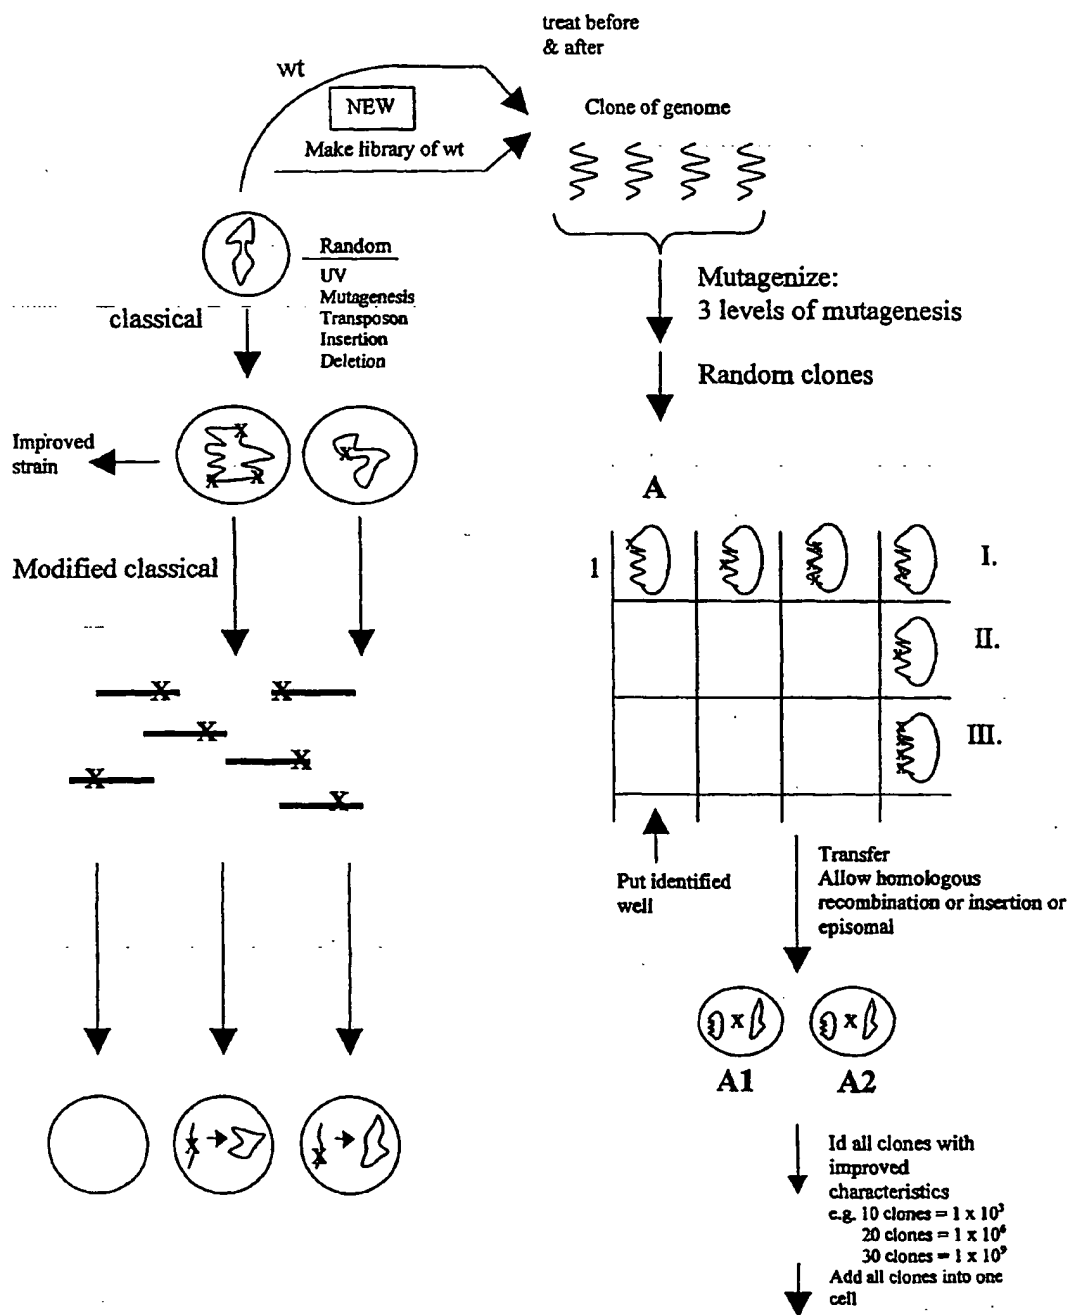 treat before
& after
wt
NEW
Make library of wt
Clone of genome
Random
UV
Mutagenesis
Transposon
Insertion
Deletion
classical
Mutagenize:
3 levels of mutagenesis
Random clones
Improved
strain
X
X X
X
Modified classical
A
1
I.
II.
III.
X X
X
X
X
X
Put identified
well
Transfer
Allow homologous
recombination or insertion or
episomal
X X
A1 A2
X X
Id all clones with
improved
characteristics
e.g. 10 clones = 1 x 10³
20 clones = 1 x 10⁶
30 clones = 1 x 10⁹
Add all clones into one
cell